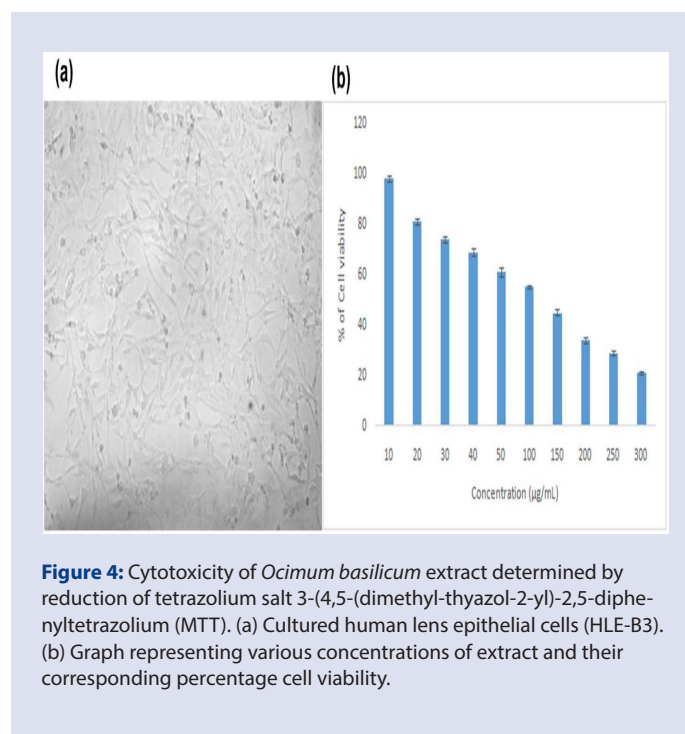 (a)
(b)
120
100
80
60
40
20
0
% of Cell viability
10 20 30 40 50 100 150 200 250 300
Concentration (µg/mL)
Figure 4: Cytotoxicity of Ocimum basilicum extract determined by
reduction of tetrazolium salt 3-(4,5-(dimethyl-thyazol-2-yl)-2,5-diphe-
nyltetrazolium (MTT). (a) Cultured human lens epithelial cells (HLE-B3).
(b) Graph representing various concentrations of extract and their
corresponding percentage cell viability.